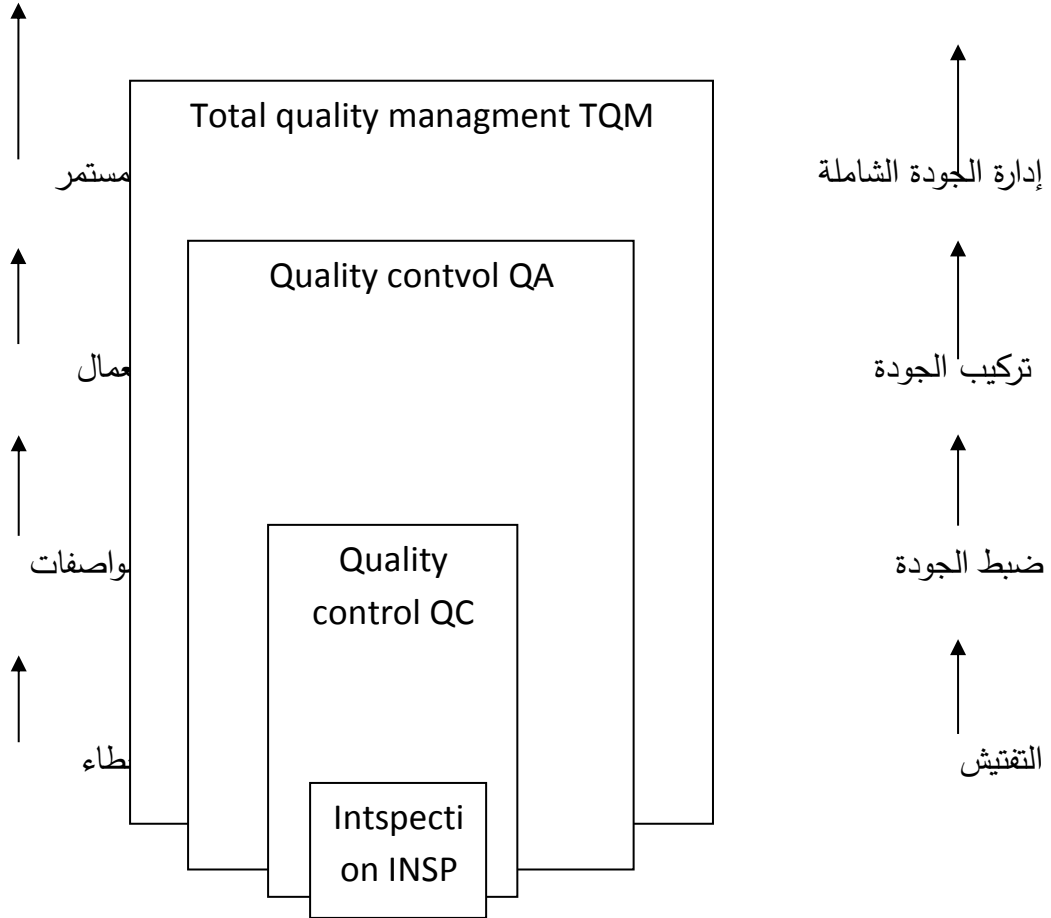 Total quality managment TQM
إدارة الجودة الشاملة
مستمر
Quality contvol QA
تركيب الجودة
عمال
Quality
control QC
ضبط الجودة
واصفات
Intspecti
on INSP
التفتيش
طاء